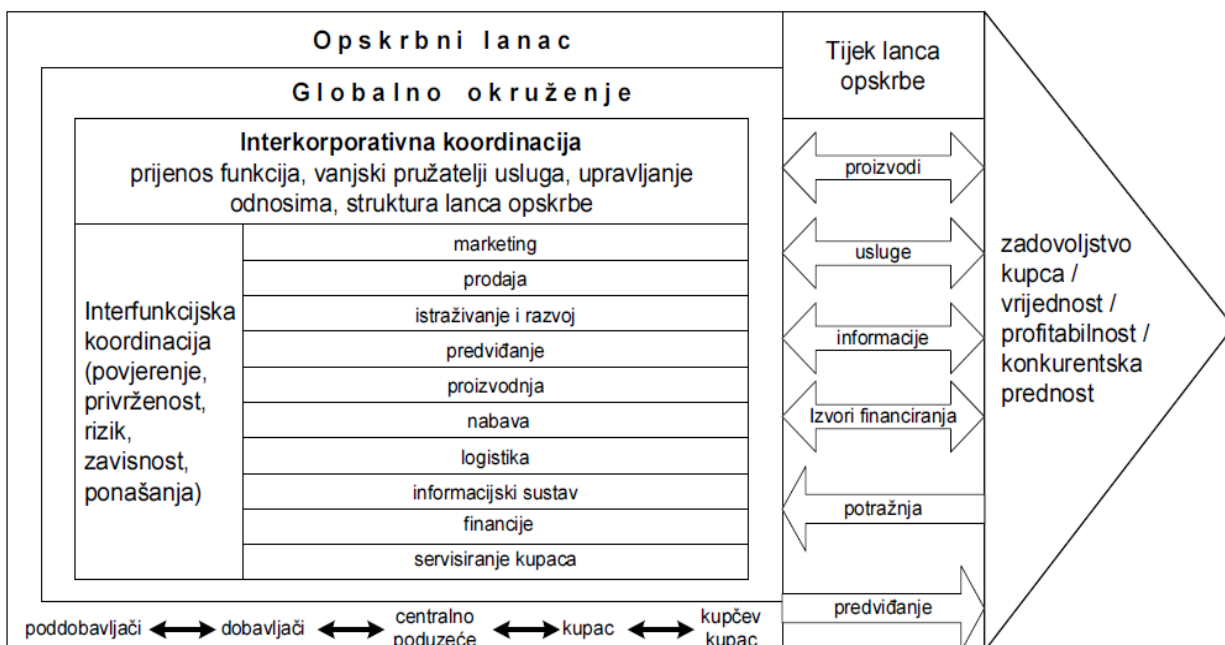 Opskrbni lanac
Globalno okruženje
Interkorporativna koordinacija
prijenos funkcija, vanjski pružatelji usluga, upravljanje
odnosima, struktura lanca opskrbe
Interfunkcijska
koordinacija
(povjerenje,
privrženost,
rizik,
zavisnost,
ponašanja)
marketing
prodaja
istraživanje i razvoj
predviđanje
proizvodnja
nabava
logistika
informacijski sustav
financije
servisiranje kupaca
poddobavljači
dobavljači
centralno
poduzeće
kupac
kupčev
kupac
Tijek lanca
opskrbe
proizvodi
usluge
informacije
Izvori financiranja
potražnja
predviđanje
zadovoljstvo
kupca /
vrijednost /
profitabilnost /
konkurentska
prednost